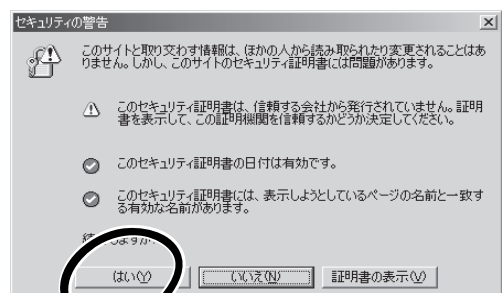 セキュリティの警告
このサイトと取り交わす情報は、ほかの人から読み取られたり変更されることはあ
りません。しかし、このサイトのセキュリティ証明書には問題があります。
このセキュリティ証明書は、信頼する会社から発行されていません。証明
書を表示して、この証明機関を信頼するかどうか決定してください。
このセキュリティ証明書の日付は有効です。
このセキュリティ証明書には、表示しようとしているページの名前と一致す
る有効な名前があります。
続 しますか
はい(Y) いいえ(N) 証明書の表示(V)